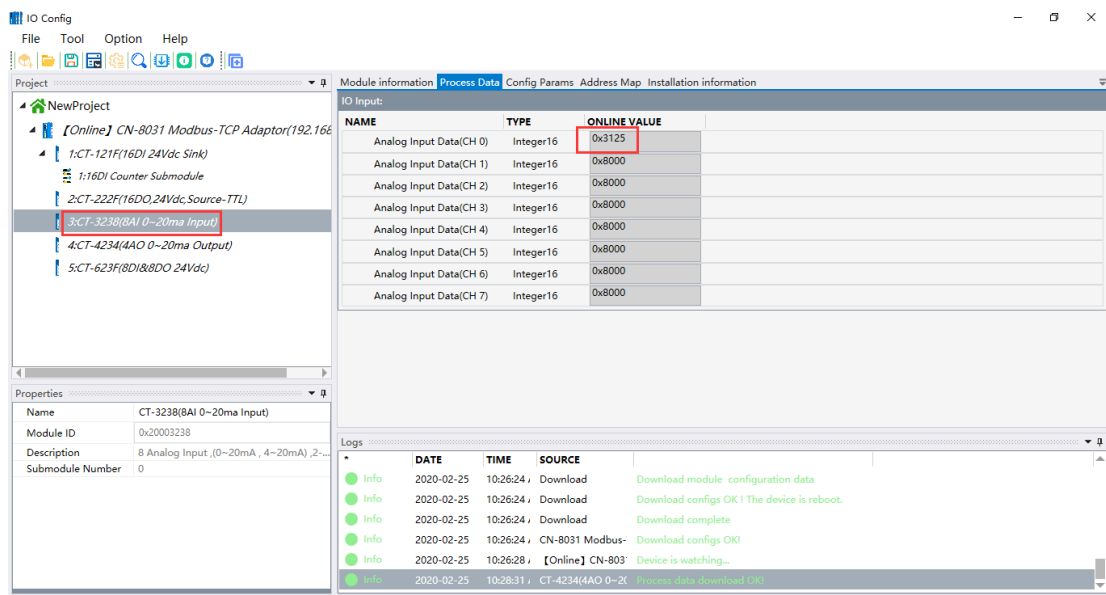 IO Config
File Tool Option Help
Project
NewProject
【Online】CN-8031 Modbus-TCP Adaptor(192.168
1:CT-121F(16DI 24Vdc Sink)
1:16DI Counter Submodule
2:CT-222F(16DO,24Vdc,Source-TTL)
3:CT-3238(8AI 0~20ma Input)
4:CT-4234(4AO 0~20ma Output)
5:CT-623F(8DI&8DO 24Vdc)
Properties
Name CT-3238(8AI 0~20ma Input)
Module ID 0x20003238
Description 8 Analog Input ,(0~20mA , 4~20mA) ,2-...
Submodule Number 0
Module information Process Data Config Params Address Map Installation information
IO Input:
NAME TYPE ONLINE VALUE
Analog Input Data(CH 0) Integer16 0x3125
Analog Input Data(CH 1) Integer16 0x8000
Analog Input Data(CH 2) Integer16 0x8000
Analog Input Data(CH 3) Integer16 0x8000
Analog Input Data(CH 4) Integer16 0x8000
Analog Input Data(CH 5) Integer16 0x8000
Analog Input Data(CH 6) Integer16 0x8000
Analog Input Data(CH 7) Integer16 0x8000
Logs
* DATE TIME SOURCE
Info 2020-02-25 10:26:24 Download Download module configuration data
Info 2020-02-25 10:26:24 Download Download configs OK ! The device is reboot.
Info 2020-02-25 10:26:24 Download Download complete
Info 2020-02-25 10:26:24 CN-8031 Modbus- Download configs OK!
Info 2020-02-25 10:26:28 【Online】CN-803 Device is watching...
Info 2020-02-25 10:28:31 CT-4234(4AO 0~2 Process data download OK!